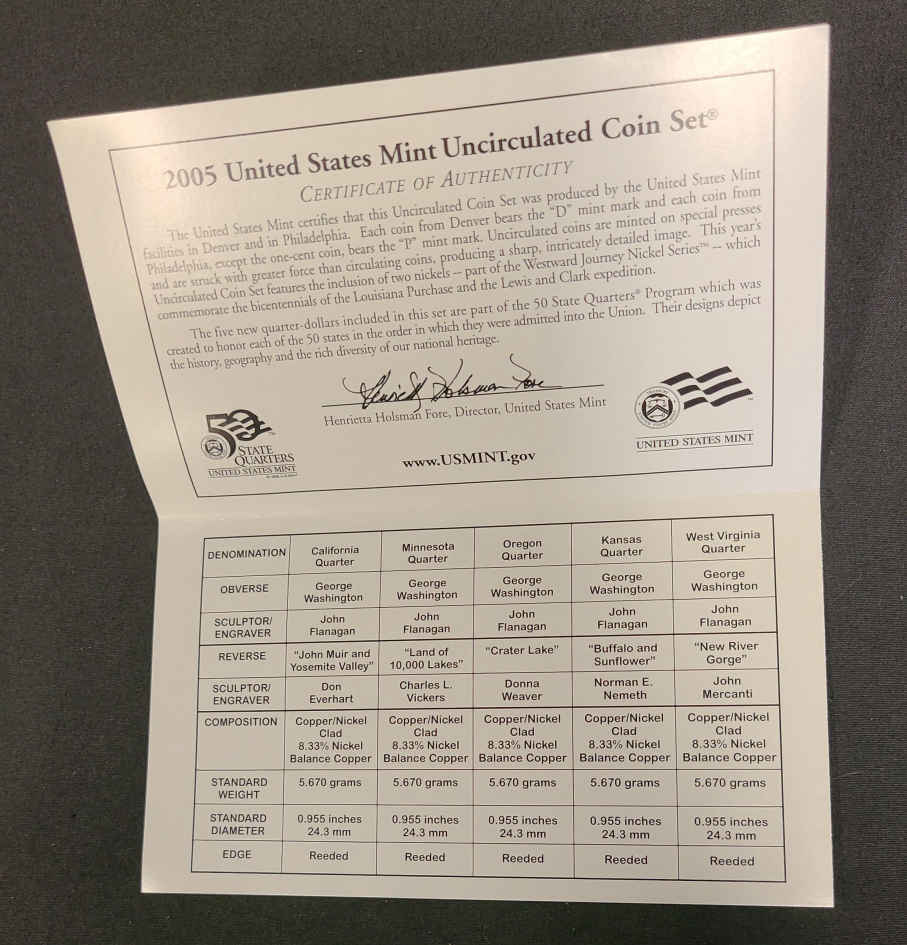 2005 United States Mint Uncirculated Coin Set®
CERTIFICATE OF AUTHENTICITY
The United States Mint certifies that this Uncirculated Coin Set was produced by the United States Mint
facilities in Denver and in Philadelphia. Each coin from Denver bears the “D” mint mark and each coin from
Philadelphia, except the one-cent coin, bears the “P” mint mark. Uncirculated coins are minted on special presses
and are struck with greater force than circulating coins, producing a sharp, intricately detailed image. This year's
Uncirculated Coin Set features the inclusion of two nickels -- part of the Westward Journey Nickel Series™ -- which
commemorate the bicentennials of the Louisiana Purchase and the Lewis and Clark expedition.
The five new quarter-dollars included in this set are part of the 50 State Quarters® Program which was
created to honor each of the 50 states in the order in which they were admitted into the Union. Their designs depict
the history, geography and the rich diversity of our national heritage.
Henrietta Holsman Fore
Henrietta Holsman Fore, Director, United States Mint
www.USMINT.gov
50
STATE
QUARTERS
UNITED STATES MINT
UNITED STATES MINT
DENOMINATION California Quarter Minnesota Quarter Oregon Quarter Kansas Quarter West Virginia Quarter
OBVERSE George Washington George Washington George Washington George Washington George Washington
SCULPTOR/ENGRAVER John Flanagan John Flanagan John Flanagan John Flanagan John Flanagan
REVERSE “John Muir and Yosemite Valley” “Land of 10,000 Lakes” “Crater Lake” “Buffalo and Sunflower” “New River Gorge”
SCULPTOR/ENGRAVER Don Everhart Charles L. Vickers Donna Weaver Norman E. Nemeth John Mercanti
COMPOSITION Copper/Nickel Clad 8.33% Nickel Balance Copper Copper/Nickel Clad 8.33% Nickel Balance Copper Copper/Nickel Clad 8.33% Nickel Balance Copper Copper/Nickel Clad 8.33% Nickel Balance Copper Copper/Nickel Clad 8.33% Nickel Balance Copper
STANDARD WEIGHT 5.670 grams 5.670 grams 5.670 grams 5.670 grams 5.670 grams
STANDARD DIAMETER 0.955 inches 24.3 mm 0.955 inches 24.3 mm 0.955 inches 24.3 mm 0.955 inches 24.3 mm 0.955 inches 24.3 mm
EDGE Reeded Reeded Reeded Reeded Reeded